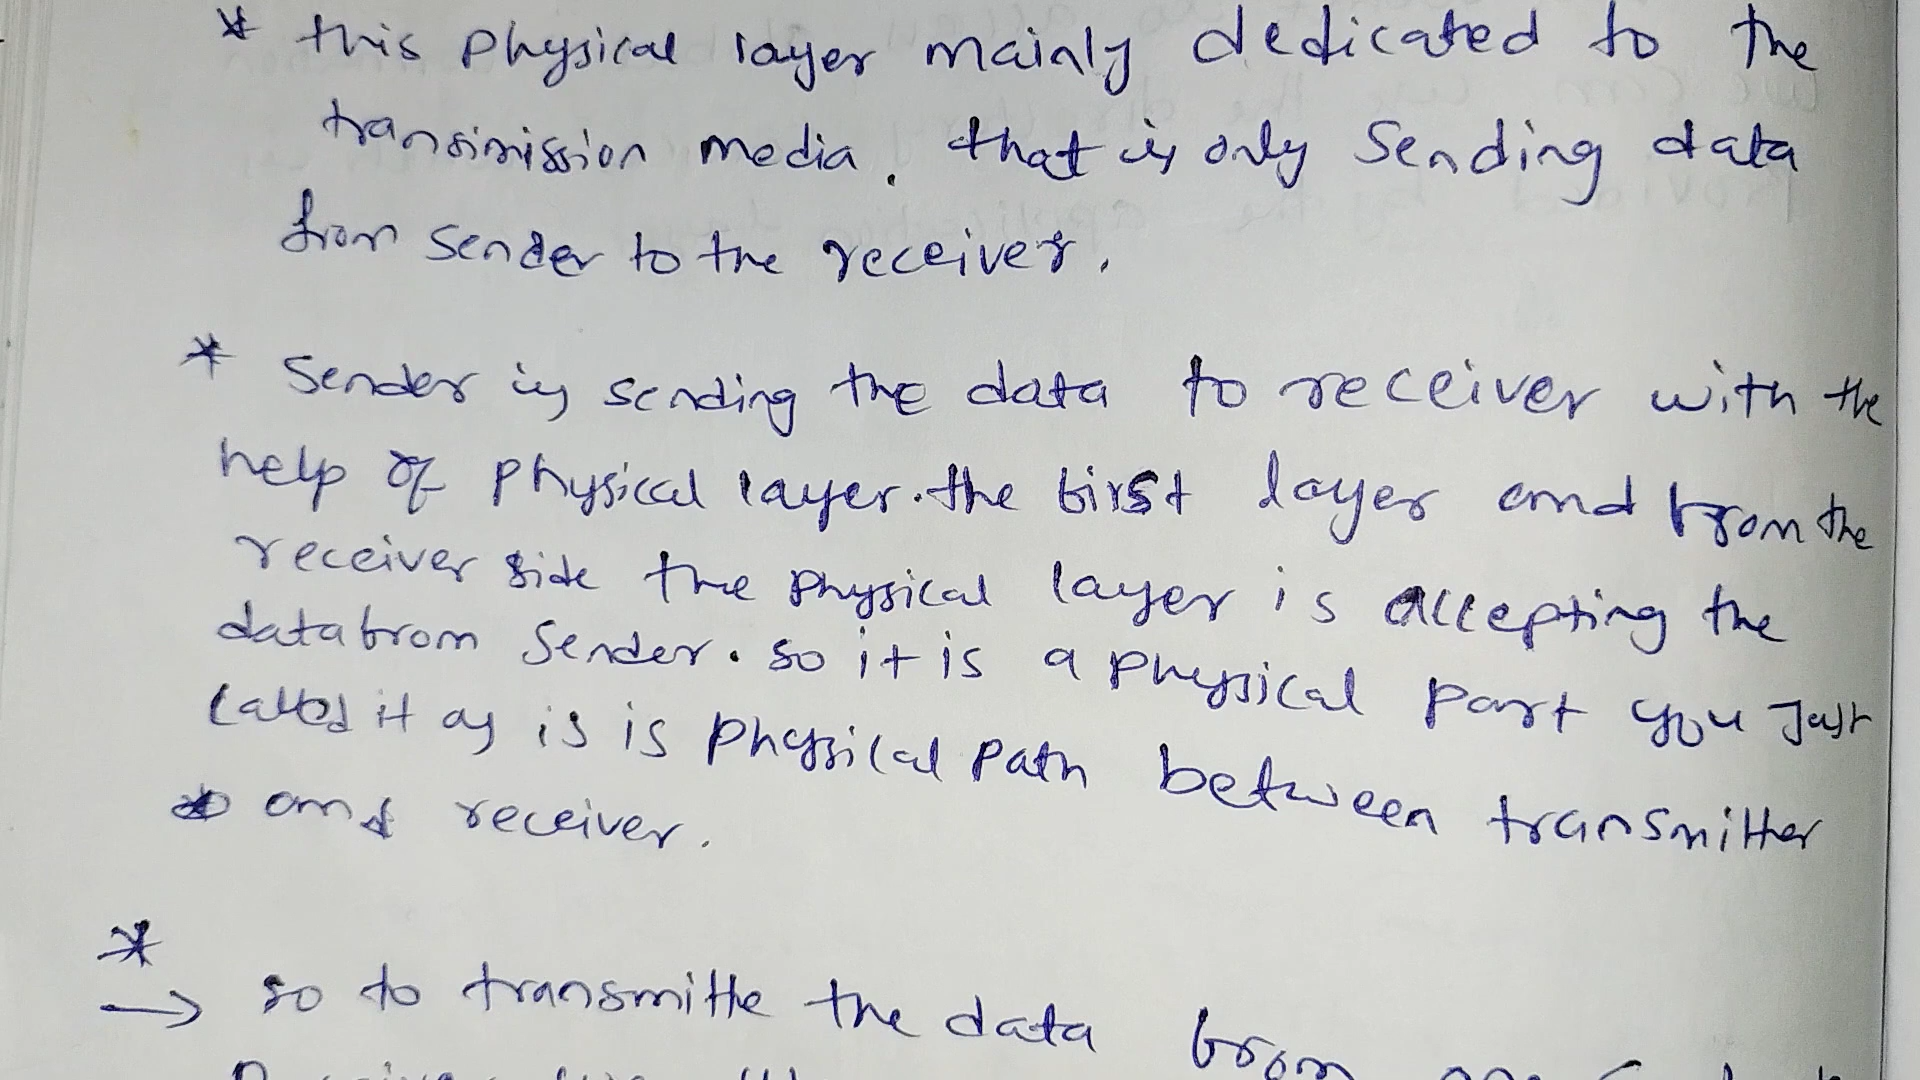 * this physical layer mainly dedicated to the
transimission media. that is only Sending data
from Sender to the receiver.
* Sender is sending the data to receiver with the
help of physical layer. the first layer and from the
receiver side the physical layer is accepting the
data from Sender. so it is a physical part you Just
called it as is is physical path between transmitter
and receiver.
*
→ so to transmitte the data from